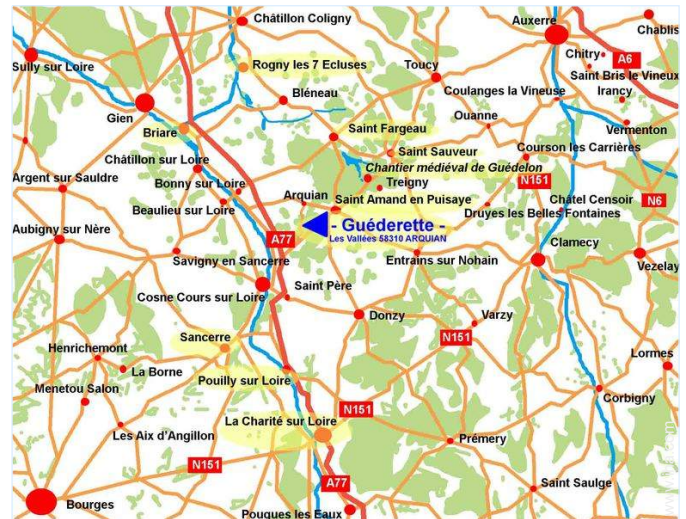 Châtillon Coligny
Auxerre
Chablis
Chitry
A6
Sully sur Loire
Rogny les 7 Ecluses
Toucy
Saint Bris le Vineux
Bléneau
Coulanges la Vineuse
Irancy
Gien
Ouanne
Vermenton
Briare
Saint Fargeau
Saint Sauveur
Courson les Carrières
Châtillon sur Loire
Chantier médiéval de Guédelon
Argent sur Sauldre
Bonny sur Loire
Treigny
N151
Arquian
Saint Amand en Puisaye
Châtel Censoir
N6
Beaulieu sur Loire
Druyes les Belles Fontaines
Aubigny sur Nère
- Guéderette -
A77
Les Vallées 58310 ARQUIAN
Clamecy
Savigny en Sancerre
Entrains sur Nohain
Vezelay
Saint Père
Cosne Cours sur Loire
Donzy
Varzy
Sancerre
N151
Henrichemont
Lormes
La Borne
Pouilly sur Loire
Menetou Salon
Corbigny
N151
La Charité sur Loire
Les Aix d'Angillon
Prémery
N151
A77
Saint Saulge
Bourges
Pougues les Eaux